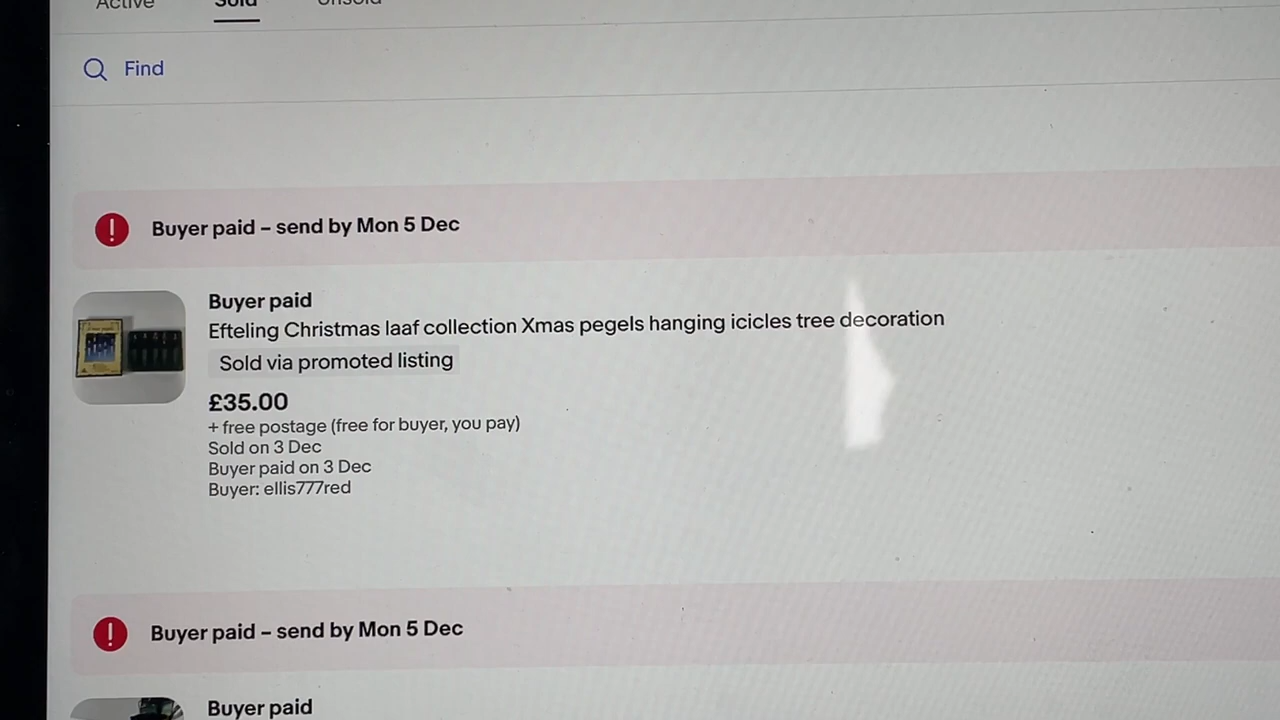 Active
Sold
Unsold
Find
Buyer paid – send by Mon 5 Dec
Buyer paid
Efteling Christmas laaf collection Xmas pegels hanging icicles tree decoration
Sold via promoted listing
£35.00
+ free postage (free for buyer, you pay)
Sold on 3 Dec
Buyer paid on 3 Dec
Buyer: ellis777red
Buyer paid – send by Mon 5 Dec
Buyer paid